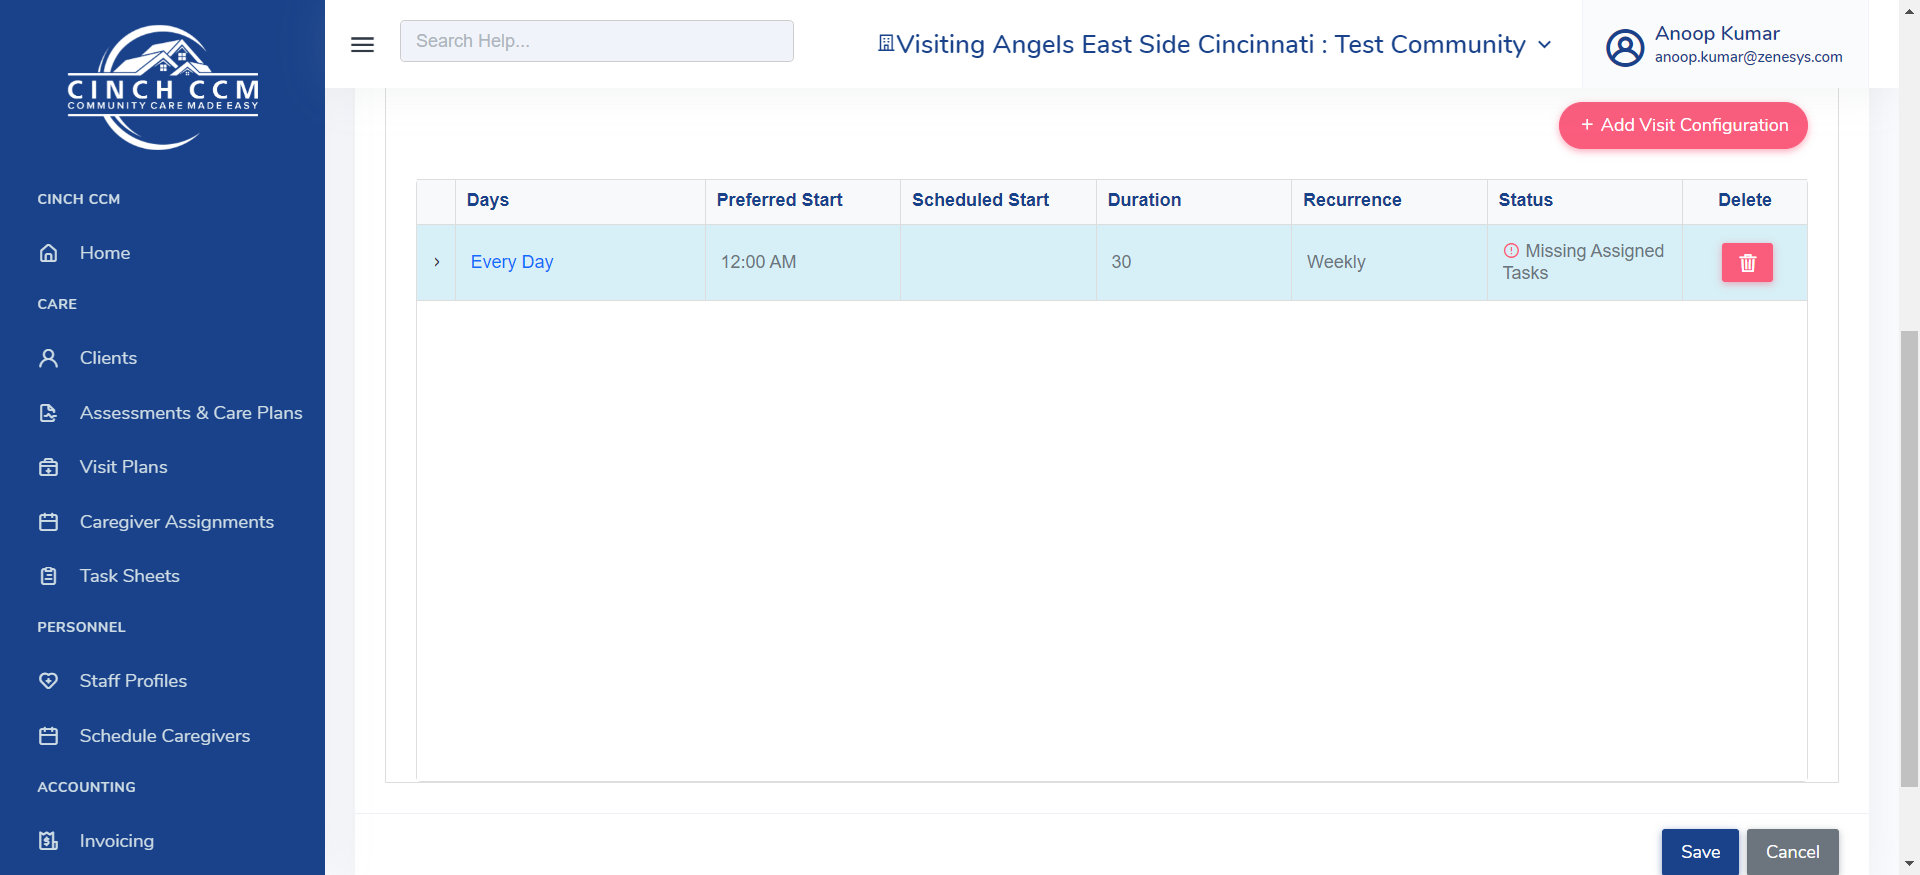 CINCH CCM
COMMUNITY CARE MADE EASY
Search Help...
Visiting Angels East Side Cincinnati : Test Community
Anoop Kumar
anoop.kumar@zenesys.com
CINCH CCM
Home
CARE
Clients
Assessments & Care Plans
Visit Plans
Caregiver Assignments
Task Sheets
PERSONNEL
Staff Profiles
Schedule Caregivers
ACCOUNTING
Invoicing
+ Add Visit Configuration
Days Preferred Start Scheduled Start Duration Recurrence Status Delete
Every Day 12:00 AM 30 Weekly Missing Assigned
Tasks
Save Cancel